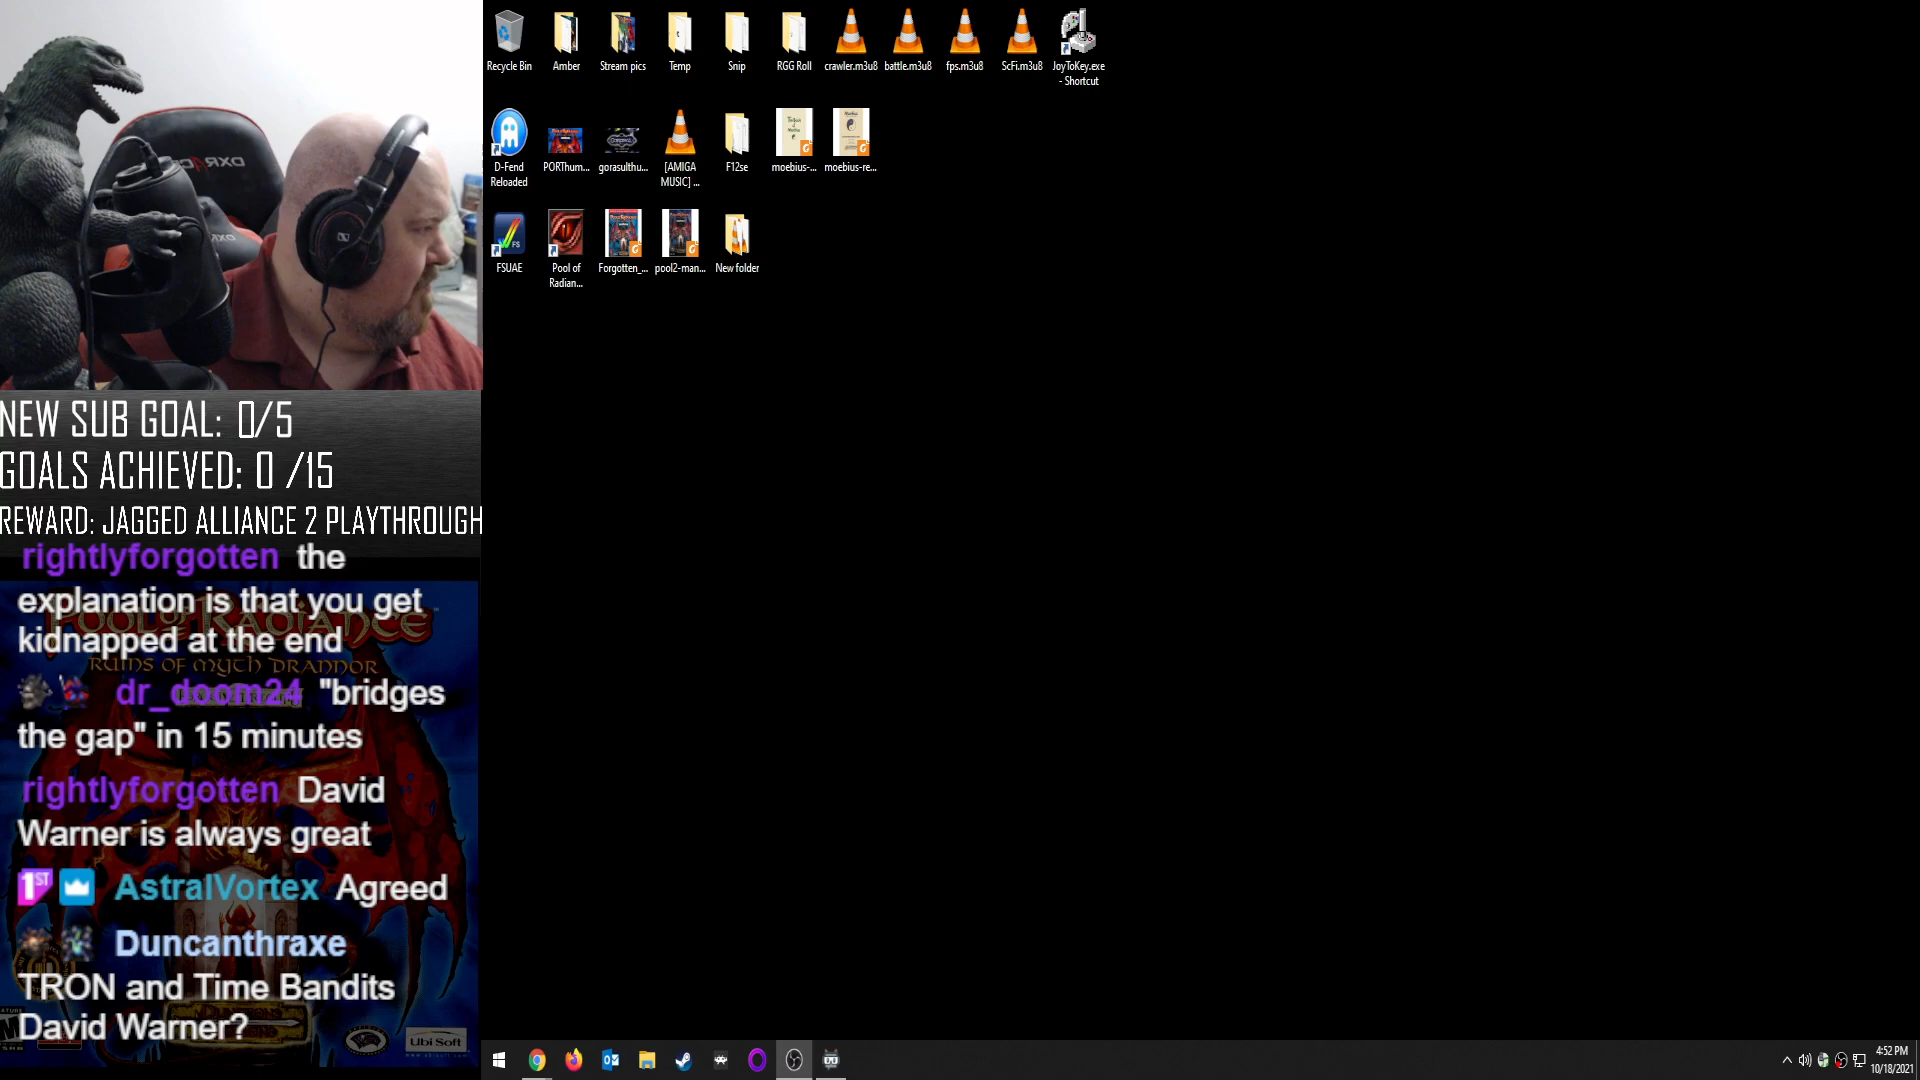 Recycle Bin
Amber
Stream pics
Temp
Snip
RGG Roll
crawler.m3u8
battle.m3u8
fps.m3u8
ScFi.m3u8
JoyToKey.exe
- Shortcut
D-Fend
Reloaded
PORThum...
gorasulthu...
[AMIGA
MUSIC] ...
F12se
moebius-...
moebius-re...
FSUAE
Pool of
Radian...
Forgotten_...
pool2-man...
New folder
NEW SUB GOAL: 0/5
GOALS ACHIEVED: 0 /15
REWARD: JAGGED ALLIANCE 2 PLAYTHROUGH
rightlyforgotten the
explanation is that you get
kidnapped at the end
dr_doom24 "bridges
the gap" in 15 minutes
rightlyforgotten David
Warner is always great
1ST AstralVortex Agreed
Duncanthraxe
TRON and Time Bandits
David Warner?
POOL OF RADIANCE
RUINS OF MYTH DRANNOR
Ubi Soft
4:52 PM
10/18/2021